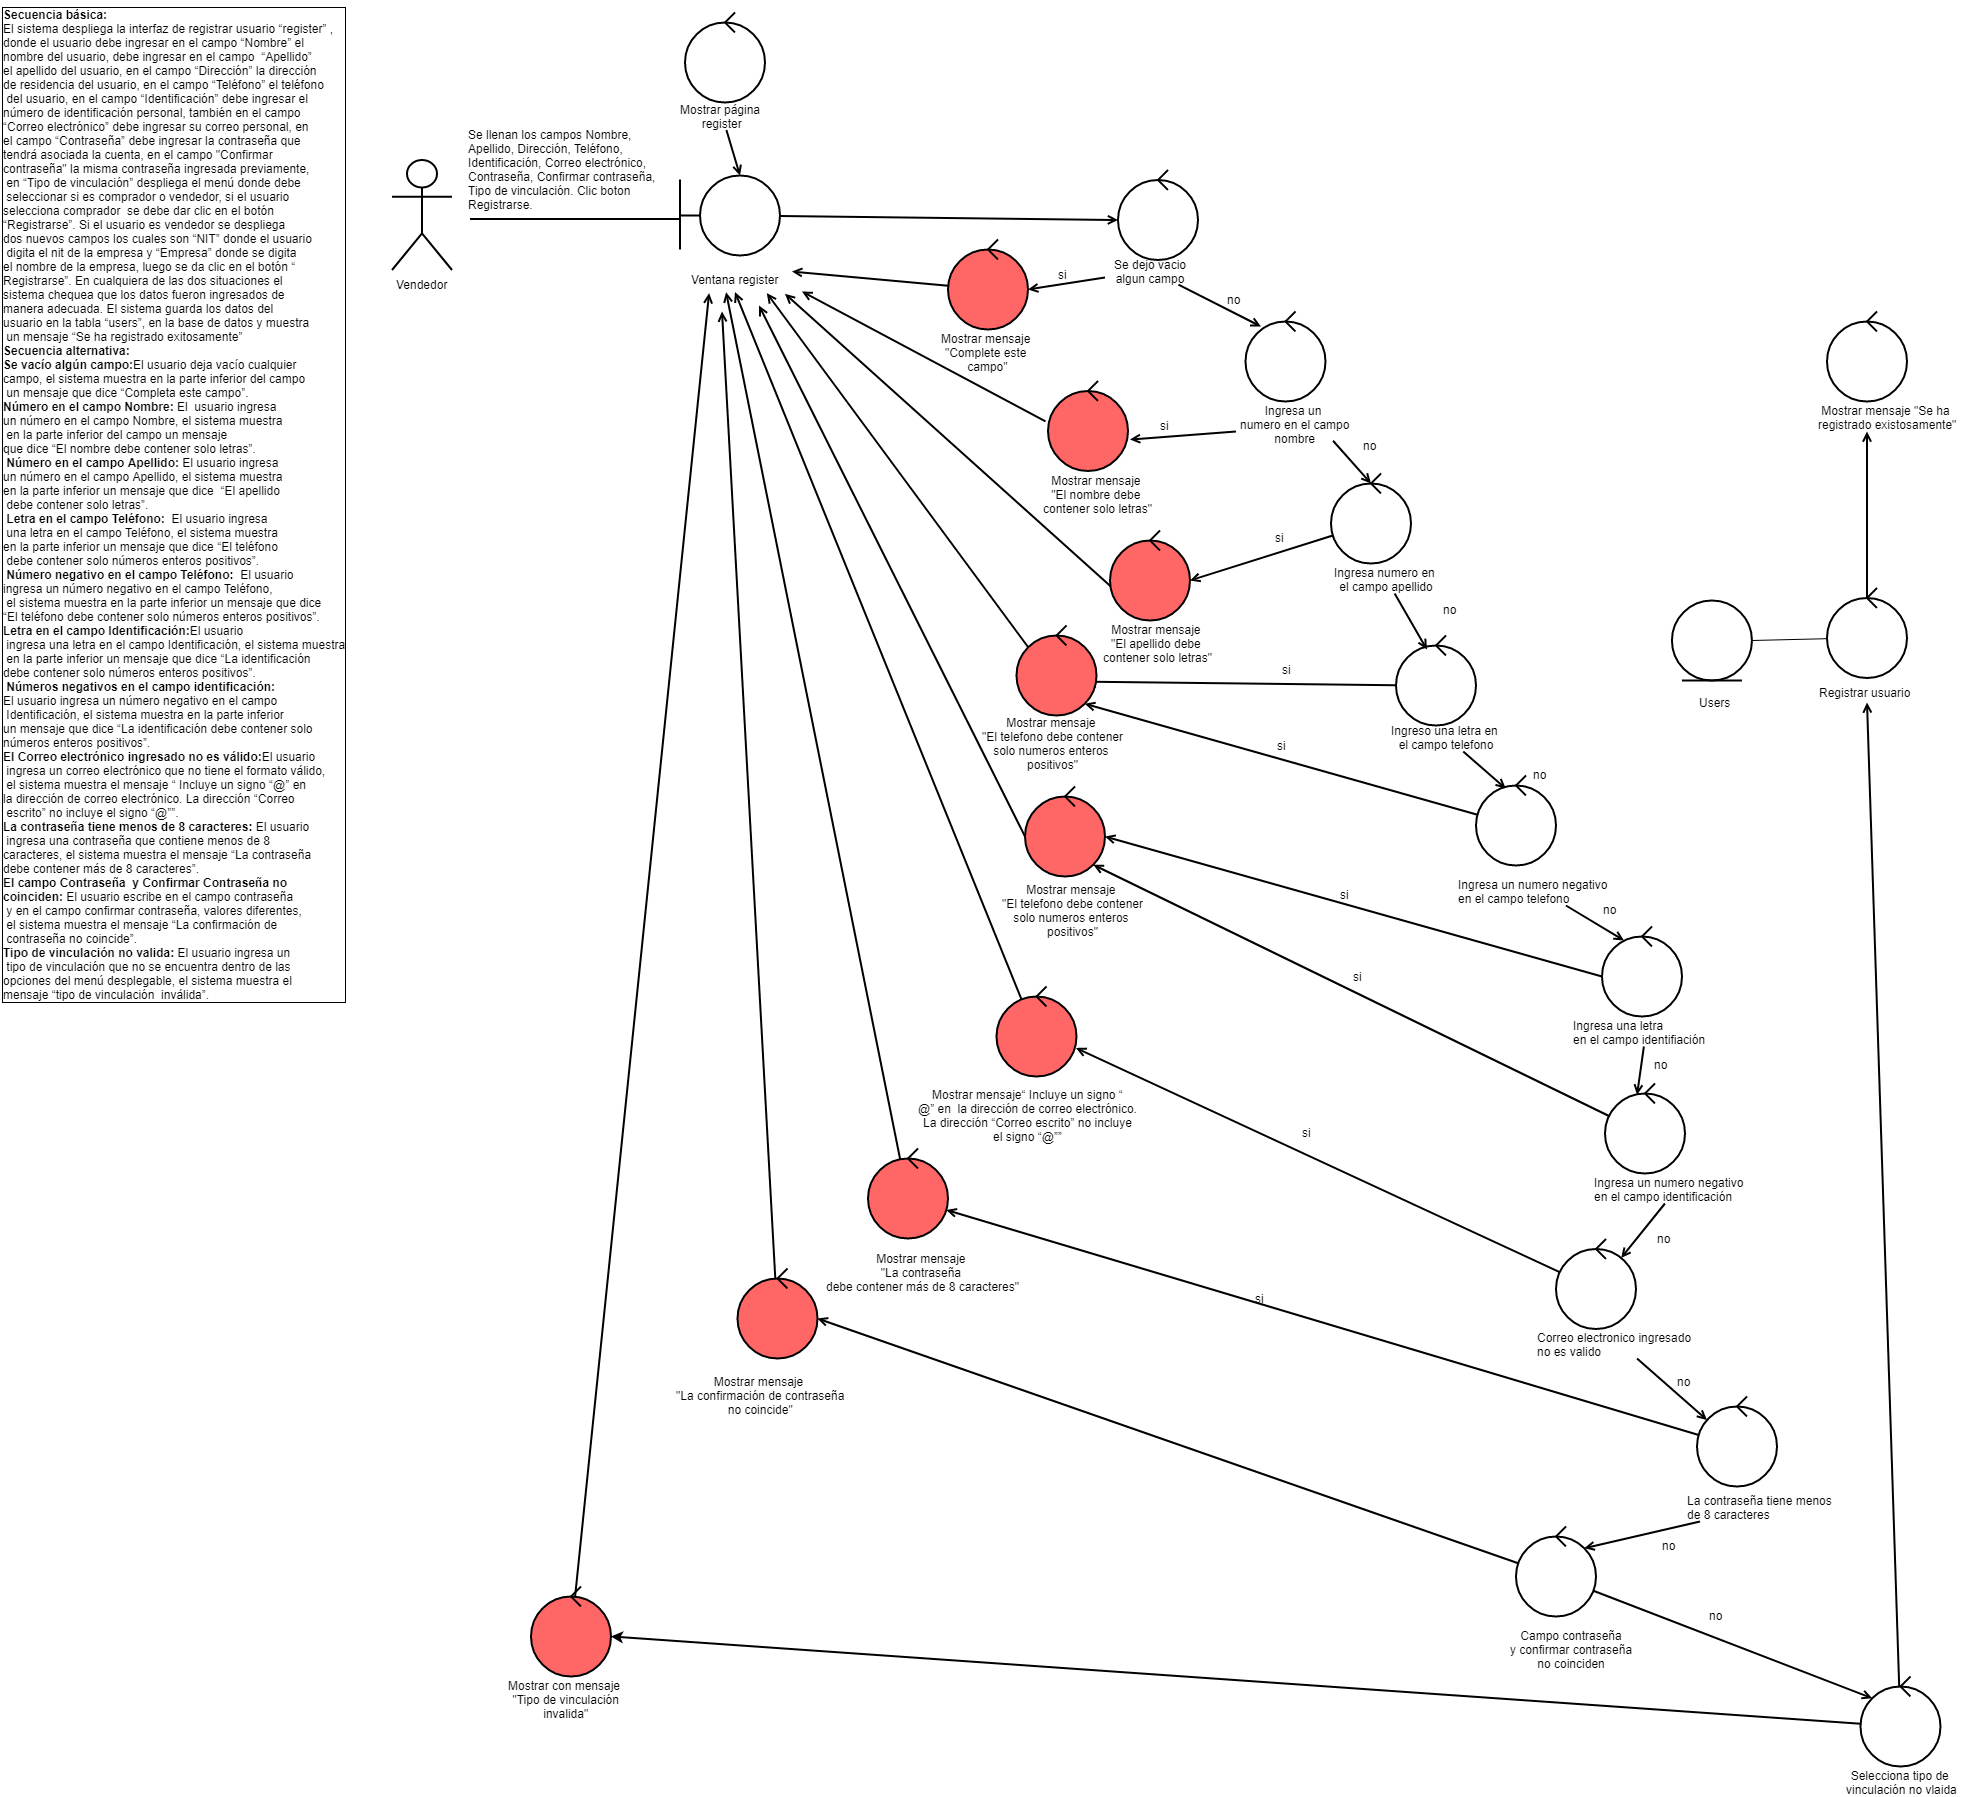 Secuencia básica:
El sistema despliega la interfaz de registrar usuario “register” ,
donde el usuario debe ingresar en el campo “Nombre” el
nombre del usuario, debe ingresar en el campo  “Apellido”
el apellido del usuario, en el campo “Dirección” la dirección
de residencia del usuario, en el campo “Teléfono” el teléfono
del usuario, en el campo “Identificación” debe ingresar el
número de identificación personal, también en el campo
“Correo electrónico” debe ingresar su correo personal, en
el campo “Contraseña” debe ingresar la contraseña que
tendrá asociada la cuenta, en el campo "Confirmar
contraseña" la misma contraseña ingresada previamente,
en “Tipo de vinculación” despliega el menú donde debe
seleccionar si es comprador o vendedor, si el usuario
selecciona comprador  se debe dar clic en el botón
“Registrarse”. Si el usuario es vendedor se despliega
dos nuevos campos los cuales son “NIT” donde el usuario
digita el nit de la empresa y “Empresa” donde se digita
el nombre de la empresa, luego se da clic en el botón “
Registrarse”. En cualquiera de las dos situaciones el
sistema chequea que los datos fueron ingresados de
manera adecuada. El sistema guarda los datos del
usuario en la tabla “users”, en la base de datos y muestra
un mensaje “Se ha registrado exitosamente”
Secuencia alternativa:
Se vacío algún campo:El usuario deja vacío cualquier
campo, el sistema muestra en la parte inferior del campo
un mensaje que dice “Completa este campo”.
Número en el campo Nombre: El  usuario ingresa
un número en el campo Nombre, el sistema muestra
en la parte inferior del campo un mensaje
que dice “El nombre debe contener solo letras”.
Número en el campo Apellido: El usuario ingresa
un número en el campo Apellido, el sistema muestra
en la parte inferior un mensaje que dice  “El apellido
debe contener solo letras”.
Letra en el campo Teléfono:  El usuario ingresa
una letra en el campo Teléfono, el sistema muestra
en la parte inferior un mensaje que dice “El teléfono
debe contener solo números enteros positivos”.
Número negativo en el campo Teléfono:  El usuario
ingresa un número negativo en el campo Teléfono,
el sistema muestra en la parte inferior un mensaje que dice
“El teléfono debe contener solo números enteros positivos”.
Letra en el campo Identificación:El usuario
ingresa una letra en el campo Identificación, el sistema muestra
en la parte inferior un mensaje que dice “La identificación
debe contener solo números enteros positivos”.
Números negativos en el campo identificación:
El usuario ingresa un número negativo en el campo
Identificación, el sistema muestra en la parte inferior
un mensaje que dice “La identificación debe contener solo
números enteros positivos”.
El Correo electrónico ingresado no es válido:El usuario
ingresa un correo electrónico que no tiene el formato válido,
el sistema muestra el mensaje “ Incluye un signo “@” en
la dirección de correo electrónico. La dirección “Correo
escrito” no incluye el signo “@””.
La contraseña tiene menos de 8 caracteres: El usuario
ingresa una contraseña que contiene menos de 8
caracteres, el sistema muestra el mensaje “La contraseña
debe contener más de 8 caracteres”.
El campo Contraseña  y Confirmar Contraseña no
coinciden: El usuario escribe en el campo contraseña
y en el campo confirmar contraseña, valores diferentes,
el sistema muestra el mensaje “La confirmación de
contraseña no coincide”.
Tipo de vinculación no valida: El usuario ingresa un
tipo de vinculación que no se encuentra dentro de las
opciones del menú desplegable, el sistema muestra el
mensaje “tipo de vinculación  inválida”.
Vendedor
Se llenan los campos Nombre,
Apellido, Dirección, Teléfono,
Identificación, Correo electrónico,
Contraseña, Confirmar contraseña,
Tipo de vinculación. Clic boton
Registrarse.
Mostrar página
register
Ventana register
Se dejo vacio
algun campo
si
no
Mostrar mensaje
"Complete este
campo"
Ingresa un
numero en el campo
nombre
si
no
Mostrar mensaje
"El nombre debe
contener solo letras"
Ingresa numero en
el campo apellido
si
no
Mostrar mensaje
"El apellido debe
contener solo letras"
Ingreso una letra en
el campo telefono
si
no
Mostrar mensaje
"El telefono debe contener
solo numeros enteros
positivos"
si
Ingresa un numero negativo
en el campo telefono
no
Mostrar mensaje
"El telefono debe contener
solo numeros enteros
positivos"
si
Ingresa una letra
en el campo identifiación
no
si
Ingresa un numero negativo
en el campo identificación
no
Mostrar mensaje“ Incluye un signo “
@” en  la dirección de correo electrónico.
La dirección “Correo escrito” no incluye
el signo “@””
si
Correo electronico ingresado
no es valido
no
Mostrar mensaje
"La contraseña
debe contener más de 8 caracteres"
si
La contraseña tiene menos
de 8 caracteres
no
Mostrar mensaje
"La confirmación de contraseña
no coincide"
Campo contraseña
y confirmar contraseña
no coinciden
no
Mostrar con mensaje
"Tipo de vinculación
invalida"
Selecciona tipo de
vinculación no vlaida
Mostrar mensaje "Se ha
registrado existosamente"
Registrar usuario
Users